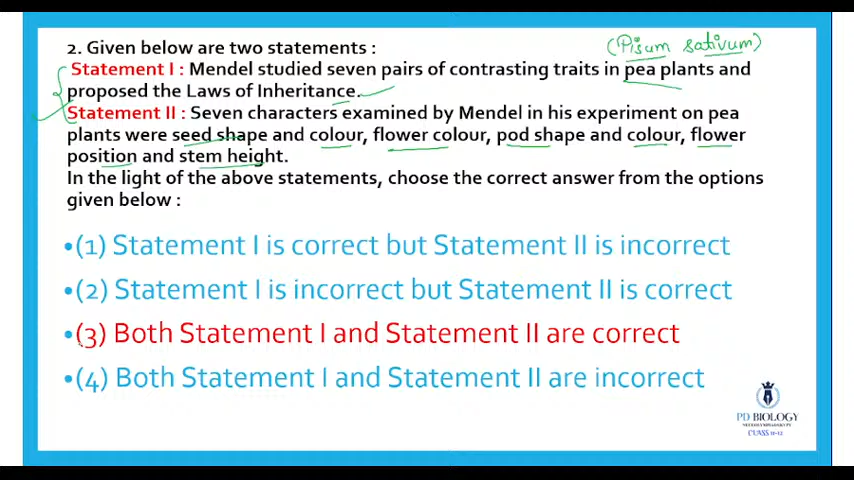 2. Given below are two statements :
(Pisum sativum)
Statement I : Mendel studied seven pairs of contrasting traits in pea plants and
proposed the Laws of Inheritance.
Statement II : Seven characters examined by Mendel in his experiment on pea
plants were seed shape and colour, flower colour, pod shape and colour, flower
position and stem height.
In the light of the above statements, choose the correct answer from the options
given below :
•(1) Statement I is correct but Statement II is incorrect
•(2) Statement I is incorrect but Statement II is correct
•(3) Both Statement I and Statement II are correct
•(4) Both Statement I and Statement II are incorrect
PD BIOLOGY
CLASS 11-12